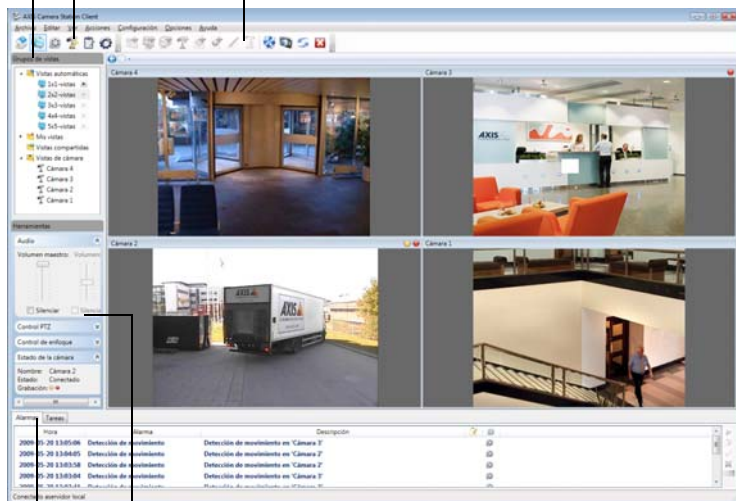 AXIS Camera Station Client
Archivo Editar Ver Acciones Configuración Opciones Ayuda
Grupos de vistas
Vistas automáticas
1x1-vistas
2x2-vistas
3x3-vistas
4x4-vistas
5x5-vistas
Mis vistas
Vistas compartidas
Vistas de cámara
Cámara 4
Cámara 3
Cámara 2
Cámara 1
Cámara 4
Cámara 3
AXIS
Cámara 2
Cámara 1
AXIS
Herramientas
Audio
Volumen maestro: Volumen
Silenciar Silenciar
Control PTZ
Control de enfoque
Estado de la cámara
Nombre: Cámara 2
Estado: Conectado
Grabación:
Alarmas Tareas
Hora Alarma Descripción
2009-05-20 13:05:06 Detección de movimiento Detección de movimiento en 'Cámara 3'
2009-05-20 13:04:05 Detección de movimiento Detección de movimiento en 'Cámara 2'
2009-05-20 13:03:58 Detección de movimiento Detección de movimiento en 'Cámara 2'
2009-05-20 13:03:04 Detección de movimiento Detección de movimiento en 'Cámara 3'
Conectado a servidor local